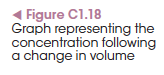 ◀ Figure C1.18
Graph representing the
concentration following
a change in volume